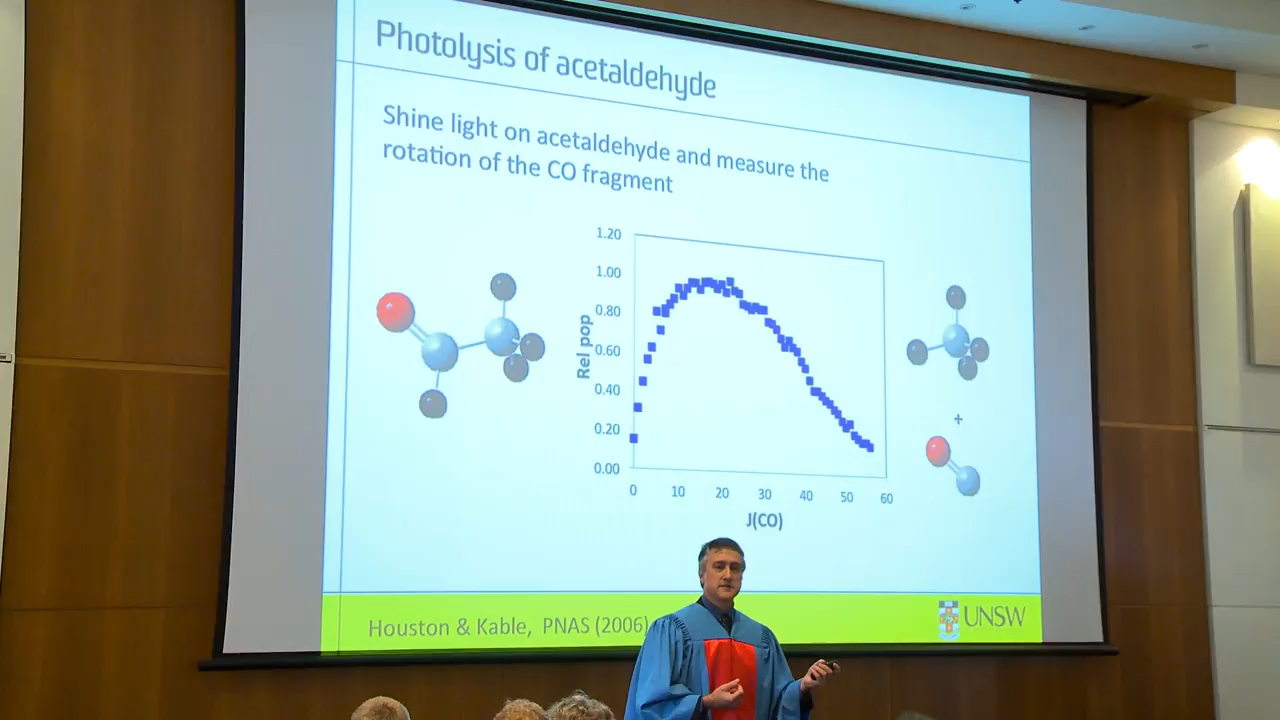 Photolysis of acetaldehyde
Shine light on acetaldehyde and measure the
rotation of the CO fragment
1.20
1.00
0.80
0.60
0.40
0.20
0.00
Rel pop
0 10 20 30 40 50 60
J(CO)
+
Houston & Kable, PNAS (2006)
UNSW